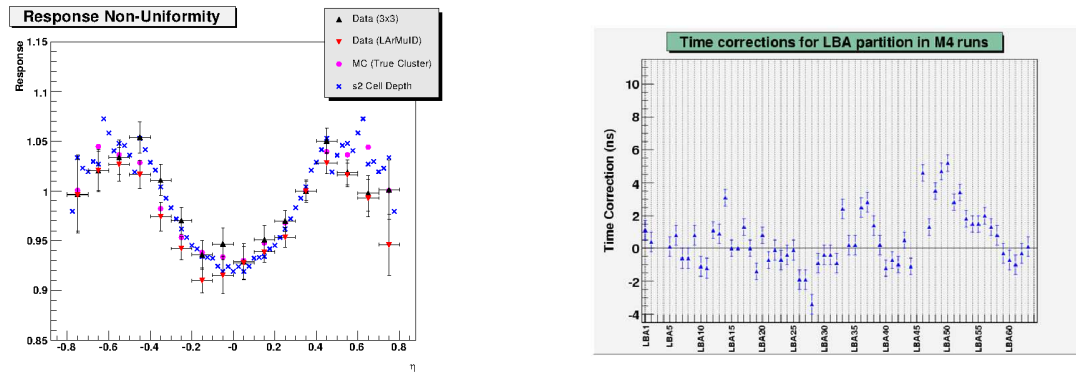 Response Non-Uniformity
Data (3x3)
Data (LArMuID)
MC (True Cluster)
s2 Cell Depth
Response
1.15
1.1
1.05
1
0.95
0.9
0.85
-0.8 -0.6 -0.4 -0.2 -0 0.2 0.4 0.6 0.8
η
Time corrections for LBA partition in M4 runs
Time Correction (ns)
10
8
6
4
2
0
-2
-4
LBA1 LBA5 LBA10 LBA15 LBA20 LBA25 LBA30 LBA35 LBA40 LBA45 LBA50 LBA55 LBA60